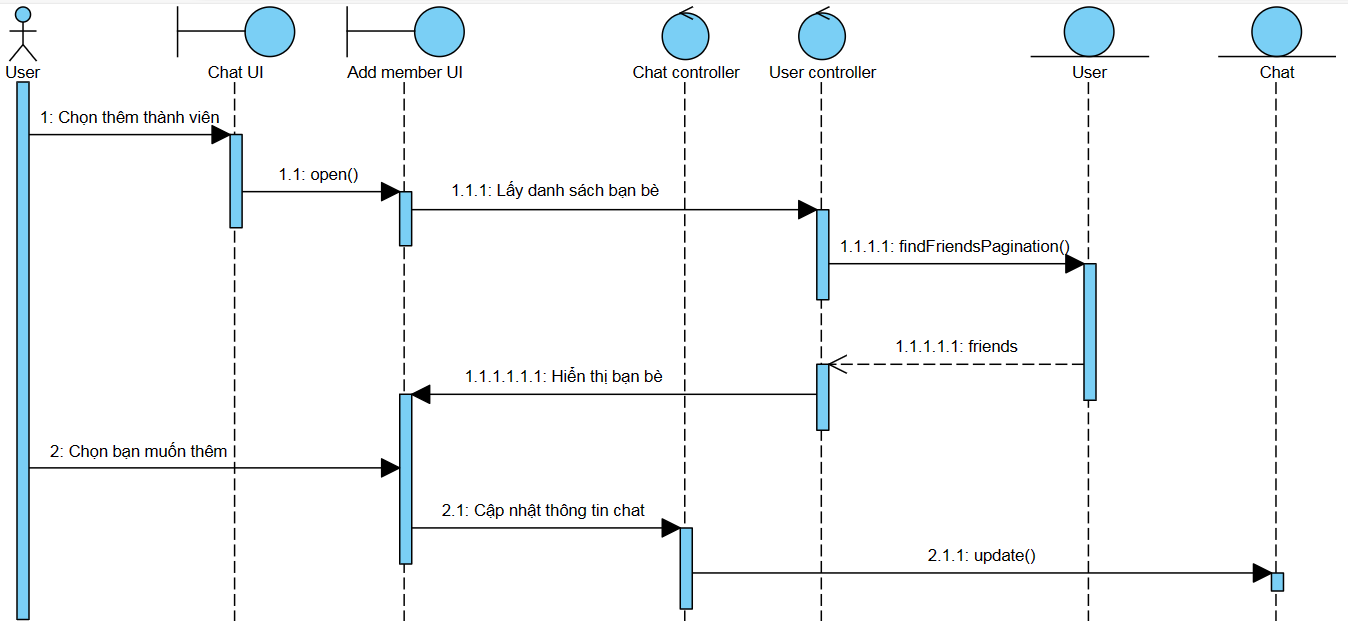 User
Chat UI
Add member UI
Chat controller
User controller
User
Chat
1: Chọn thêm thành viên
1.1: open()
1.1.1: Lấy danh sách bạn bè
1.1.1.1: findFriendsPagination()
1.1.1.1.1: friends
1.1.1.1.1.1: Hiển thị bạn bè
2: Chọn bạn muốn thêm
2.1: Cập nhật thông tin chat
2.1.1: update()